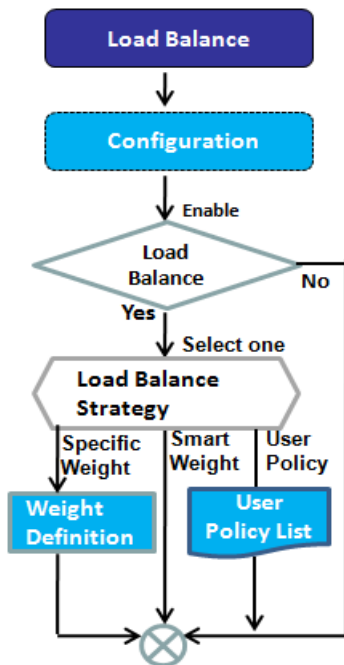 Load Balance
Configuration
Enable
Load
Balance
No
Yes
Select one
Load Balance
Strategy
Specific
Weight
Smart
Weight
User
Policy
Weight
Definition
User
Policy List